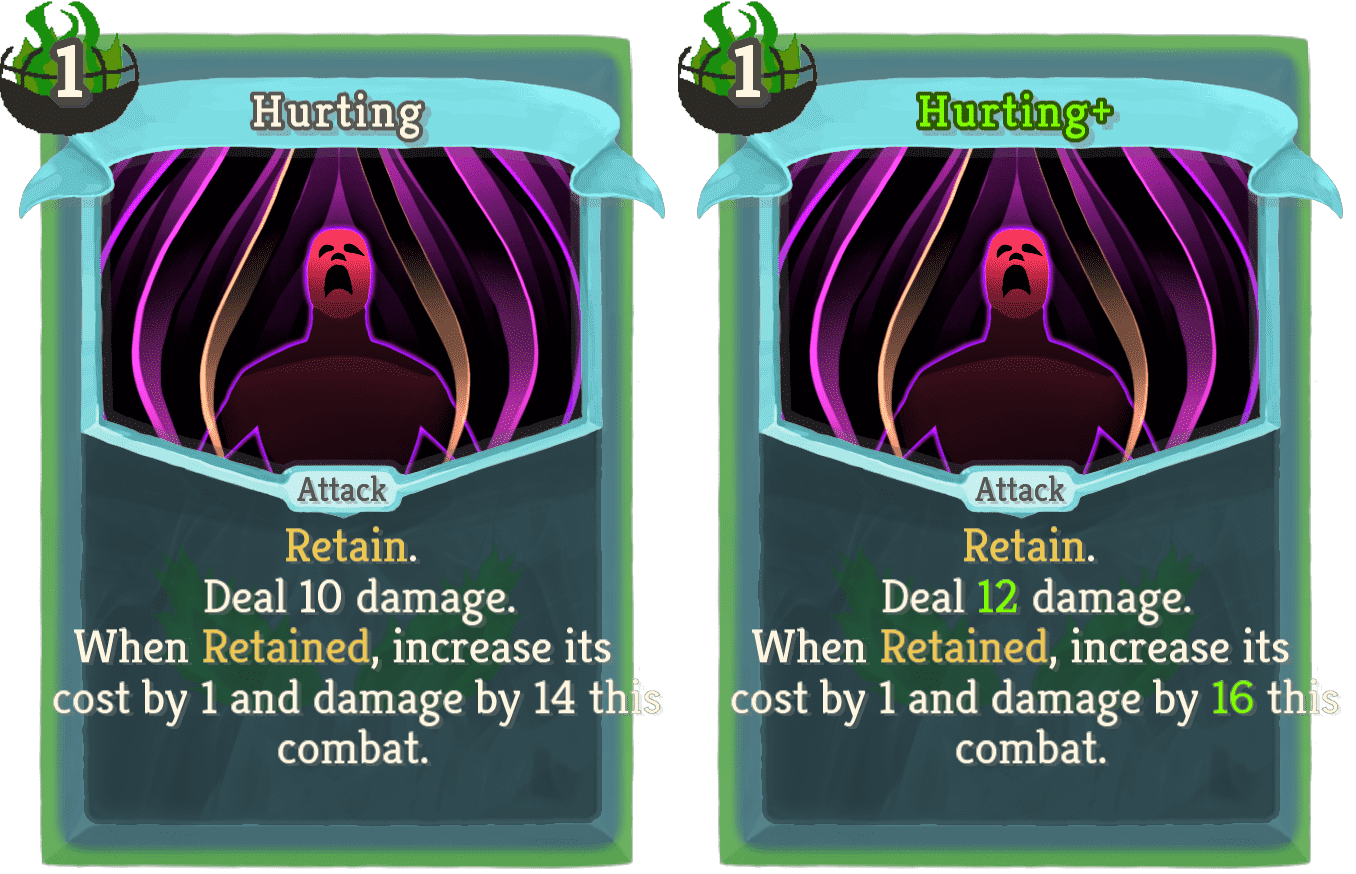 1
Hurting
Attack
Retain.
Deal 10 damage.
When Retained, increase its
cost by 1 and damage by 14 this
combat.
1
Hurting+
Attack
Retain.
Deal 12 damage.
When Retained, increase its
cost by 1 and damage by 16 this
combat.